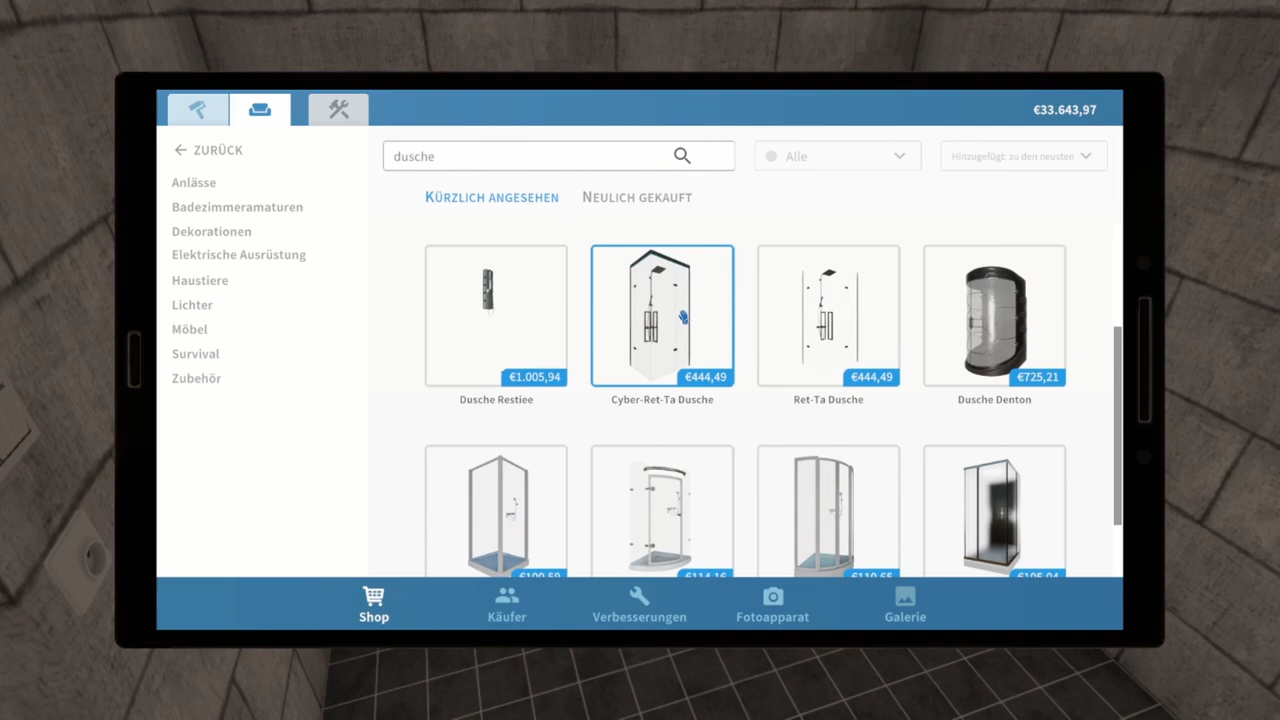 €33.643,97
ZURÜCK
dusche
Alle
Hinzugefügt: zu den neusten
KÜRZLICH ANGESEHEN
NEULICH GEKAUFT
Anlässe
Badezimmeramaturen
Dekorationen
Elektrische Ausrüstung
Haustiere
Lichter
Möbel
Survival
Zubehör
€1.005,94
€444,49
€444,49
€725,21
Dusche Restiee
Cyber-Ret-Ta Dusche
Ret-Ta Dusche
Dusche Denton
Shop
Käufer
Verbesserungen
Fotoapparat
Galerie